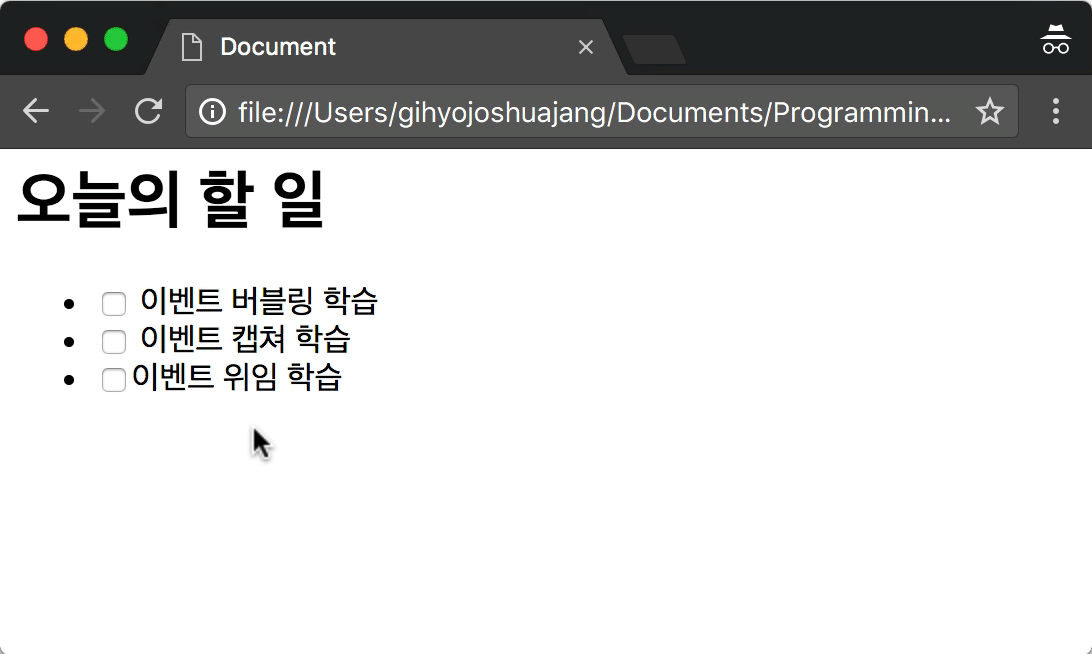 Document
file:///Users/gihyojoshuajang/Documents/Programmin...
오늘의 할 일
이벤트 버블링 학습
이벤트 캡쳐 학습
이벤트 위임 학습